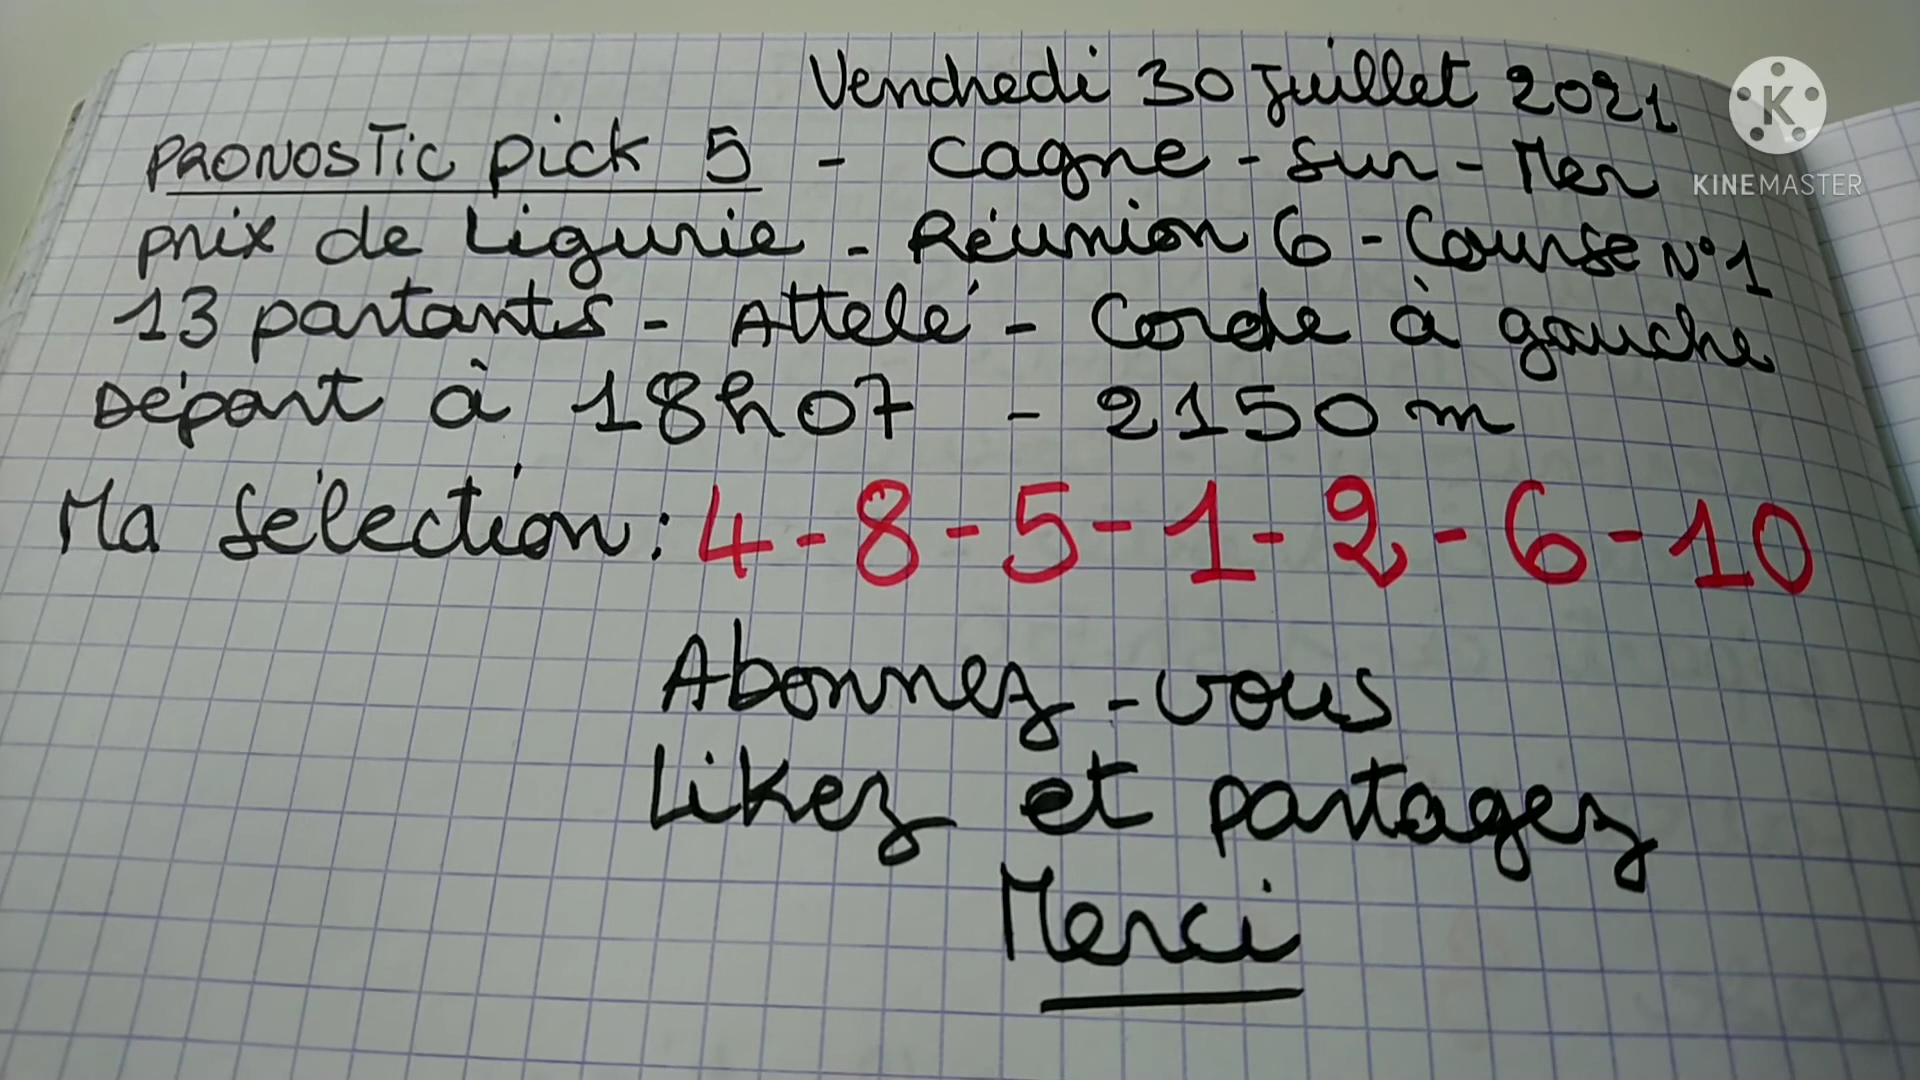 Vendredi 30 Juillet 2021
PRONOSTIC PICK 5 - Cagne-sur-Mer
prix de Ligurie - Réunion 6 - Course N°1
13 partants - Attelé - Corde à gauche
Départ à 18h07 - 2150 m
Ma sélection : 4-8-5-1-2-6-10
Abonnez-vous
Likez et partagez
Merci
K
KINEMASTER